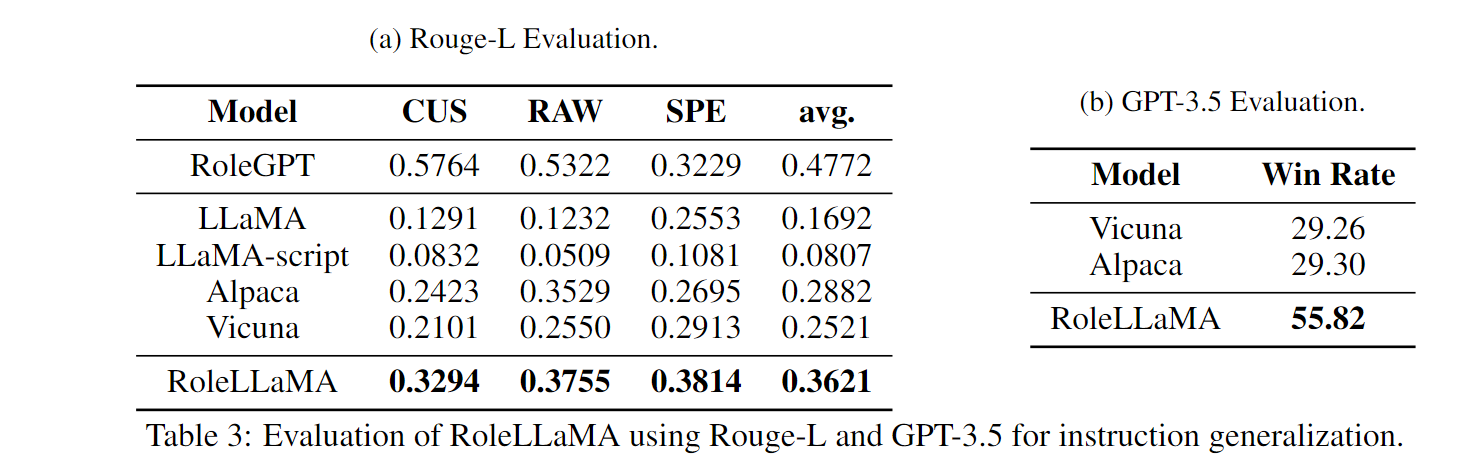 (a) Rouge-L Evaluation.
Model CUS RAW SPE avg.
RoleGPT 0.5764 0.5322 0.3229 0.4772
LLaMA 0.1291 0.1232 0.2553 0.1692
LLaMA-script 0.0832 0.0509 0.1081 0.0807
Alpaca 0.2423 0.3529 0.2695 0.2882
Vicuna 0.2101 0.2550 0.2913 0.2521
RoleLLaMA 0.3294 0.3755 0.3814 0.3621
(b) GPT-3.5 Evaluation.
Model Win Rate
Vicuna 29.26
Alpaca 29.30
RoleLLaMA 55.82
Table 3: Evaluation of RoleLLaMA using Rouge-L and GPT-3.5 for instruction generalization.